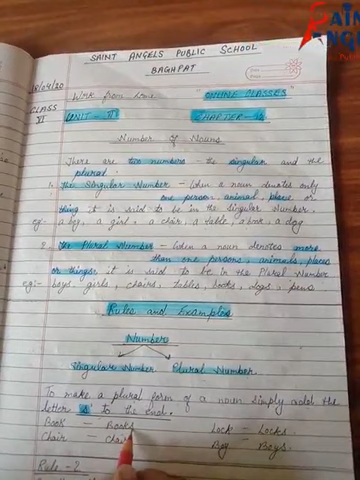 SAINT ANGELS PUBLIC SCHOOL
BAGHPAT
Work from home ONLINE CLASSES
CLASS
VI
UNIT - III CHAPTER -
Number of Nouns
There are two numbers - the singular and the
plural.
1. The Singular Number - When a noun denotes only
one person, animal, place or
thing it is said to be in the Singular Number.
eg:- a boy, a girl, a chair, a table, a book, a dog
2. The Plural Number - When a noun denotes more
than one persons, animals, places
or things, it is said to be in the Plural Number
eg:- boys, girls, chairs, tables, books, dogs, pens
Rules and Examples
Number
Singular Number Plural Number
To make a plural form of a noun simply add the
letter 's' to the end.
Book - Books Lock - Locks.
Chair - Chair Boy - Boys.
Rule - 2